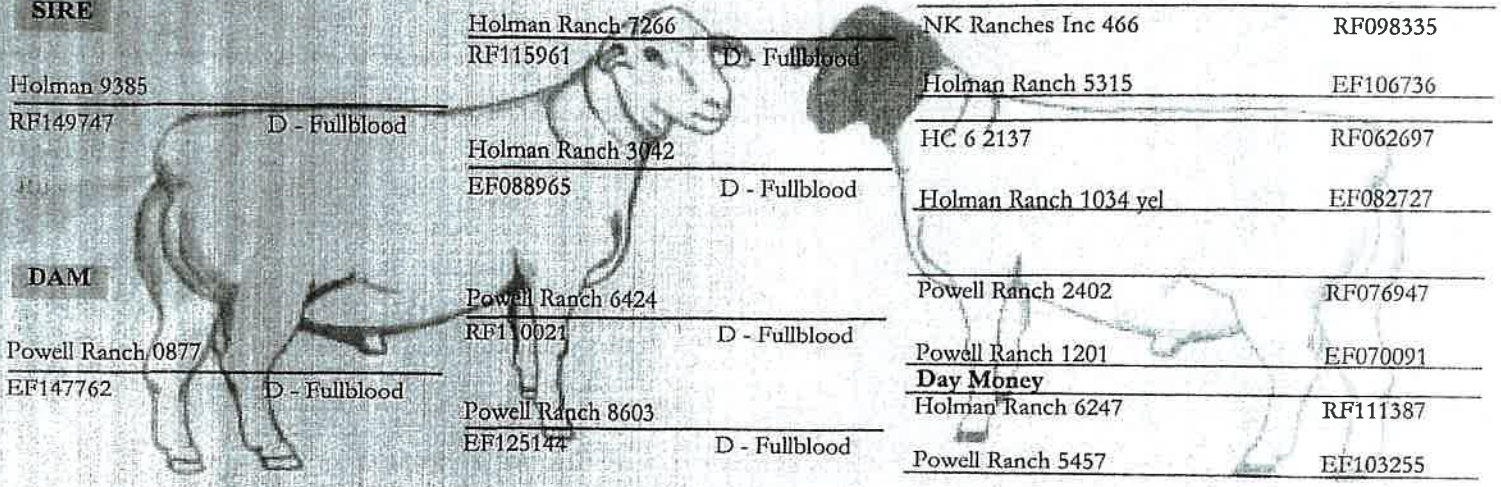 SIRE
Holman 9385
RF149747 D - Fullblood
DAM
Powell Ranch 0877
EF147762 D - Fullblood
Holman Ranch 7266
RF115961 D - Fullblood
Holman Ranch 3042
EF088965 D - Fullblood
Powell Ranch 6424
RF110021 D - Fullblood
Powell Ranch 8603
EF125144 D - Fullblood
NK Ranches Inc 466 RF098335
Holman Ranch 5315 EF106736
HC 6 2137 RF062697
Holman Ranch 1034 yel EF082727
Powell Ranch 2402 RF076947
Powell Ranch 1201 EF070091
Day Money
Holman Ranch 6247 RF111387
Powell Ranch 5457 EF103255